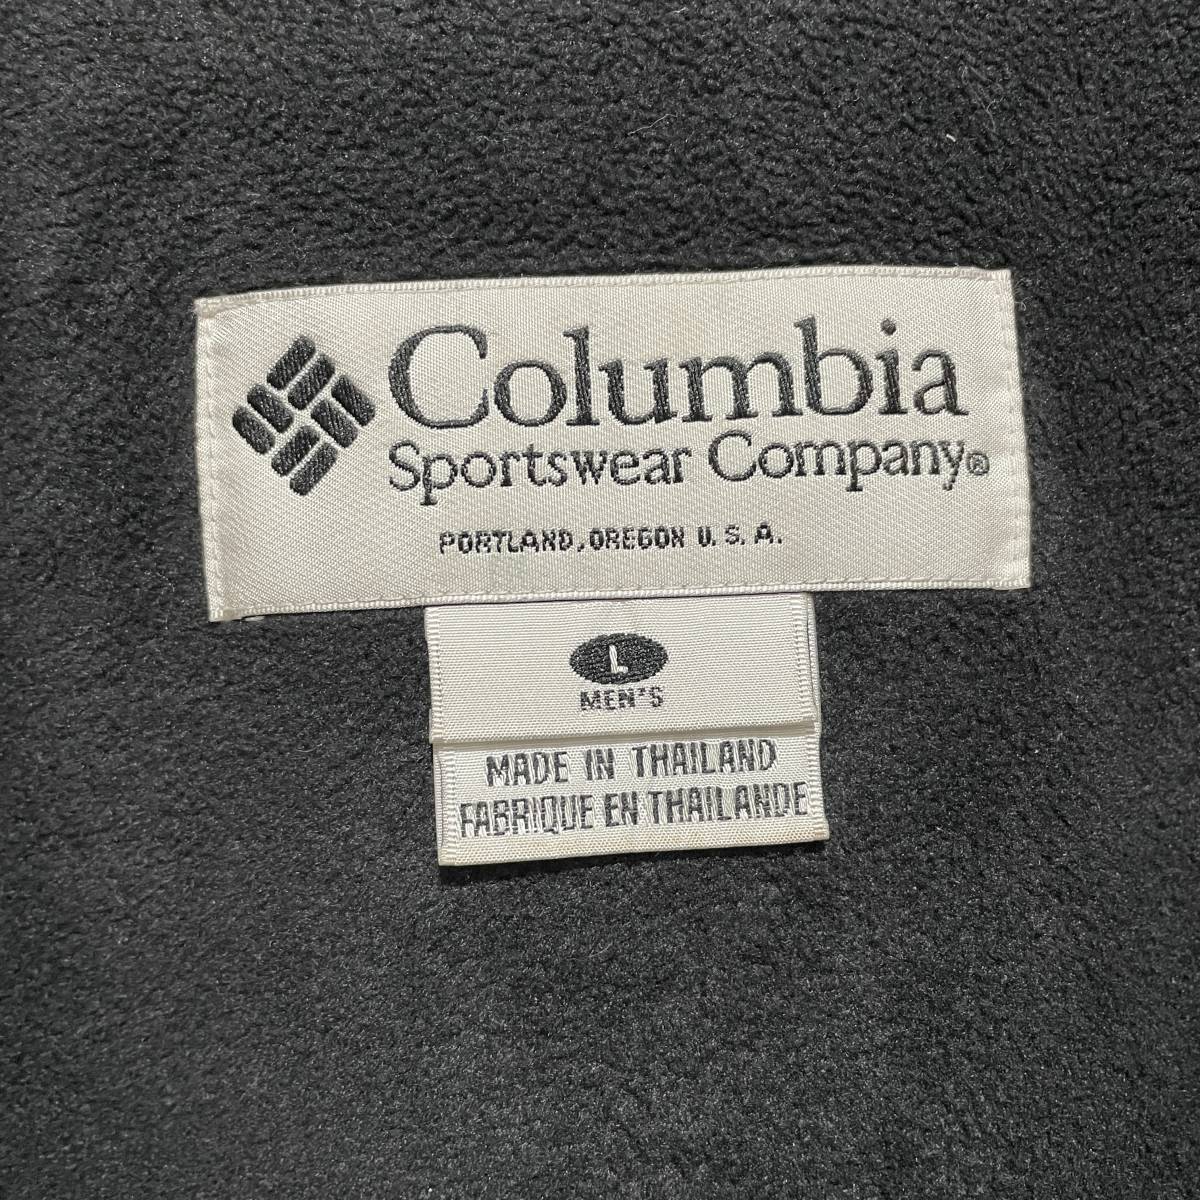 Columbia
Sportswear Company®
PORTLAND, OREGON U.S.A.
L
MEN'S
MADE IN THAILAND
FABRIQUE EN THAILANDE